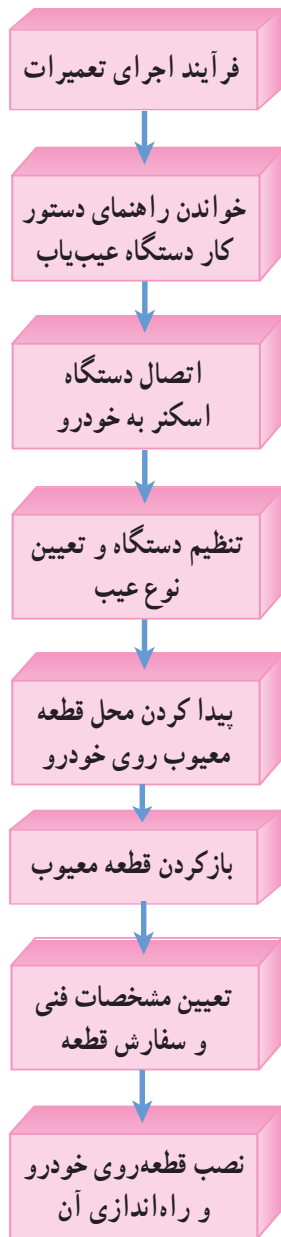 فرآیند اجرای تعمیرات
خواندن راهنمای دستور
کار دستگاه عیب‌یاب
اتصال دستگاه
اسکنر به خودرو
تنظیم دستگاه و تعیین
نوع عیب
پیدا کردن محل قطعه
معیوب روی خودرو
بازکردن قطعه معیوب
تعیین مشخصات فنی
و سفارش قطعه
نصب قطعه‌روی خودرو
و راه‌اندازی آن